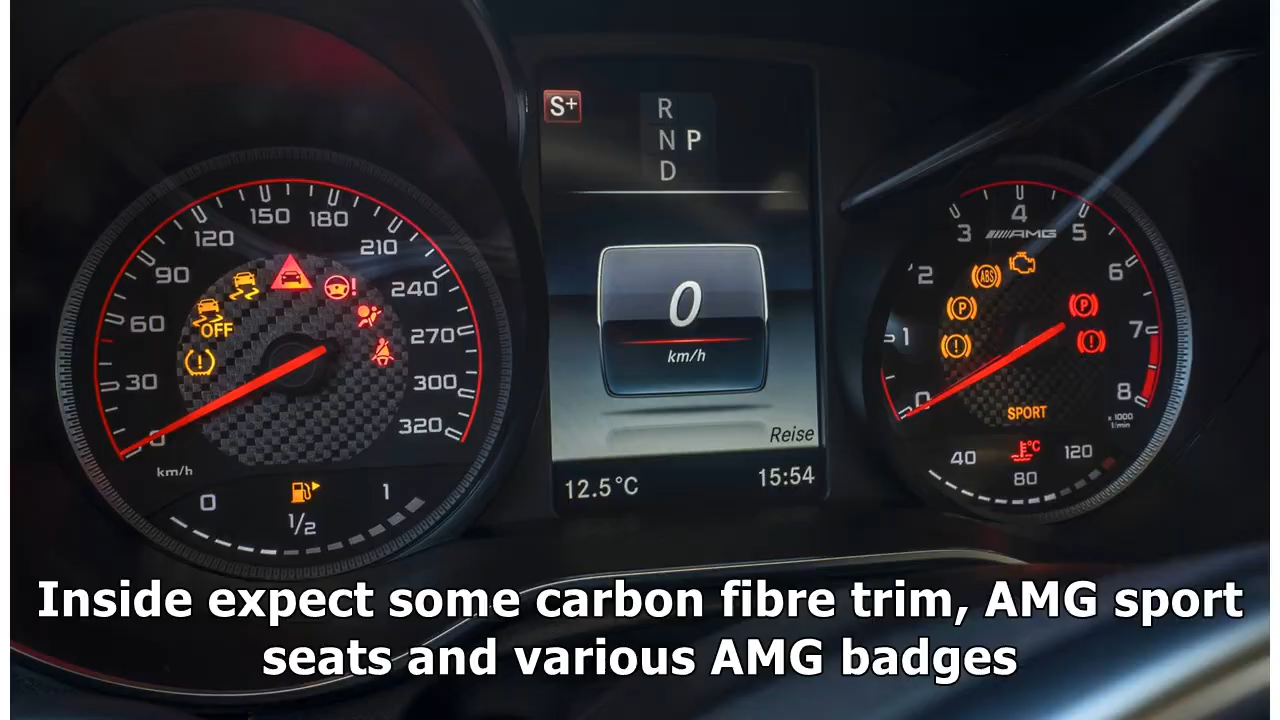 S+
R
N P
D
0
30
60
90
120
150
180
210
240
270
300
320
km/h
OFF
0
1/2
1
0
km/h
Reise
12.5°C
15:54
0
1
2
3
4
5
6
7
8
AMG
x 1000
1/min
ABS
P
P
SPORT
40
80
120
°C
Inside expect some carbon fibre trim, AMG sport
seats and various AMG badges